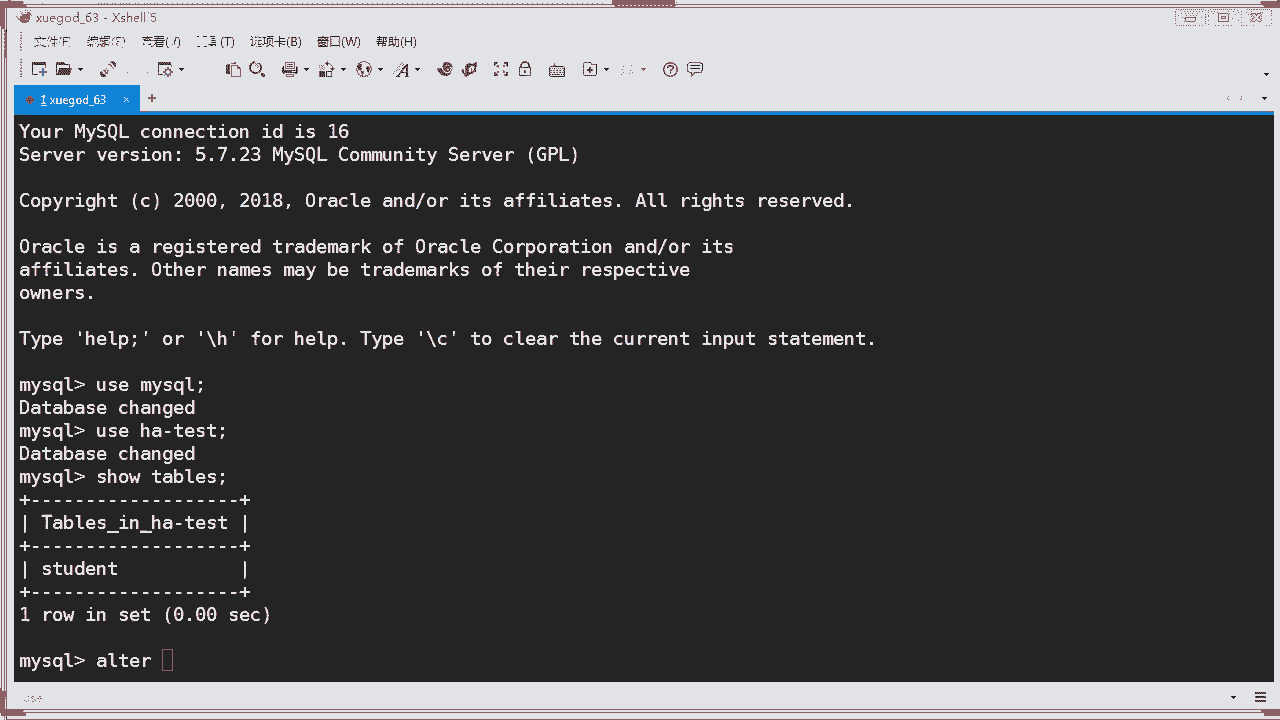 xuegod_63 - Xshell 5
文件(F) 编辑(E) 查看(V) 工具(T) 选项卡(B) 窗口(W) 帮助(H)
1 xuegod_63 × +
Your MySQL connection id is 16
Server version: 5.7.23 MySQL Community Server (GPL)
Copyright (c) 2000, 2018, Oracle and/or its affiliates. All rights reserved.
Oracle is a registered trademark of Oracle Corporation and/or its
affiliates. Other names may be trademarks of their respective
owners.
Type 'help;' or '\h' for help. Type '\c' to clear the current input statement.
mysql> use mysql;
Database changed
mysql> use ha-test;
Database changed
mysql> show tables;
+-------------------+
| Tables_in_ha-test |
+-------------------+
| student           |
+-------------------+
1 row in set (0.00 sec)
mysql> alter